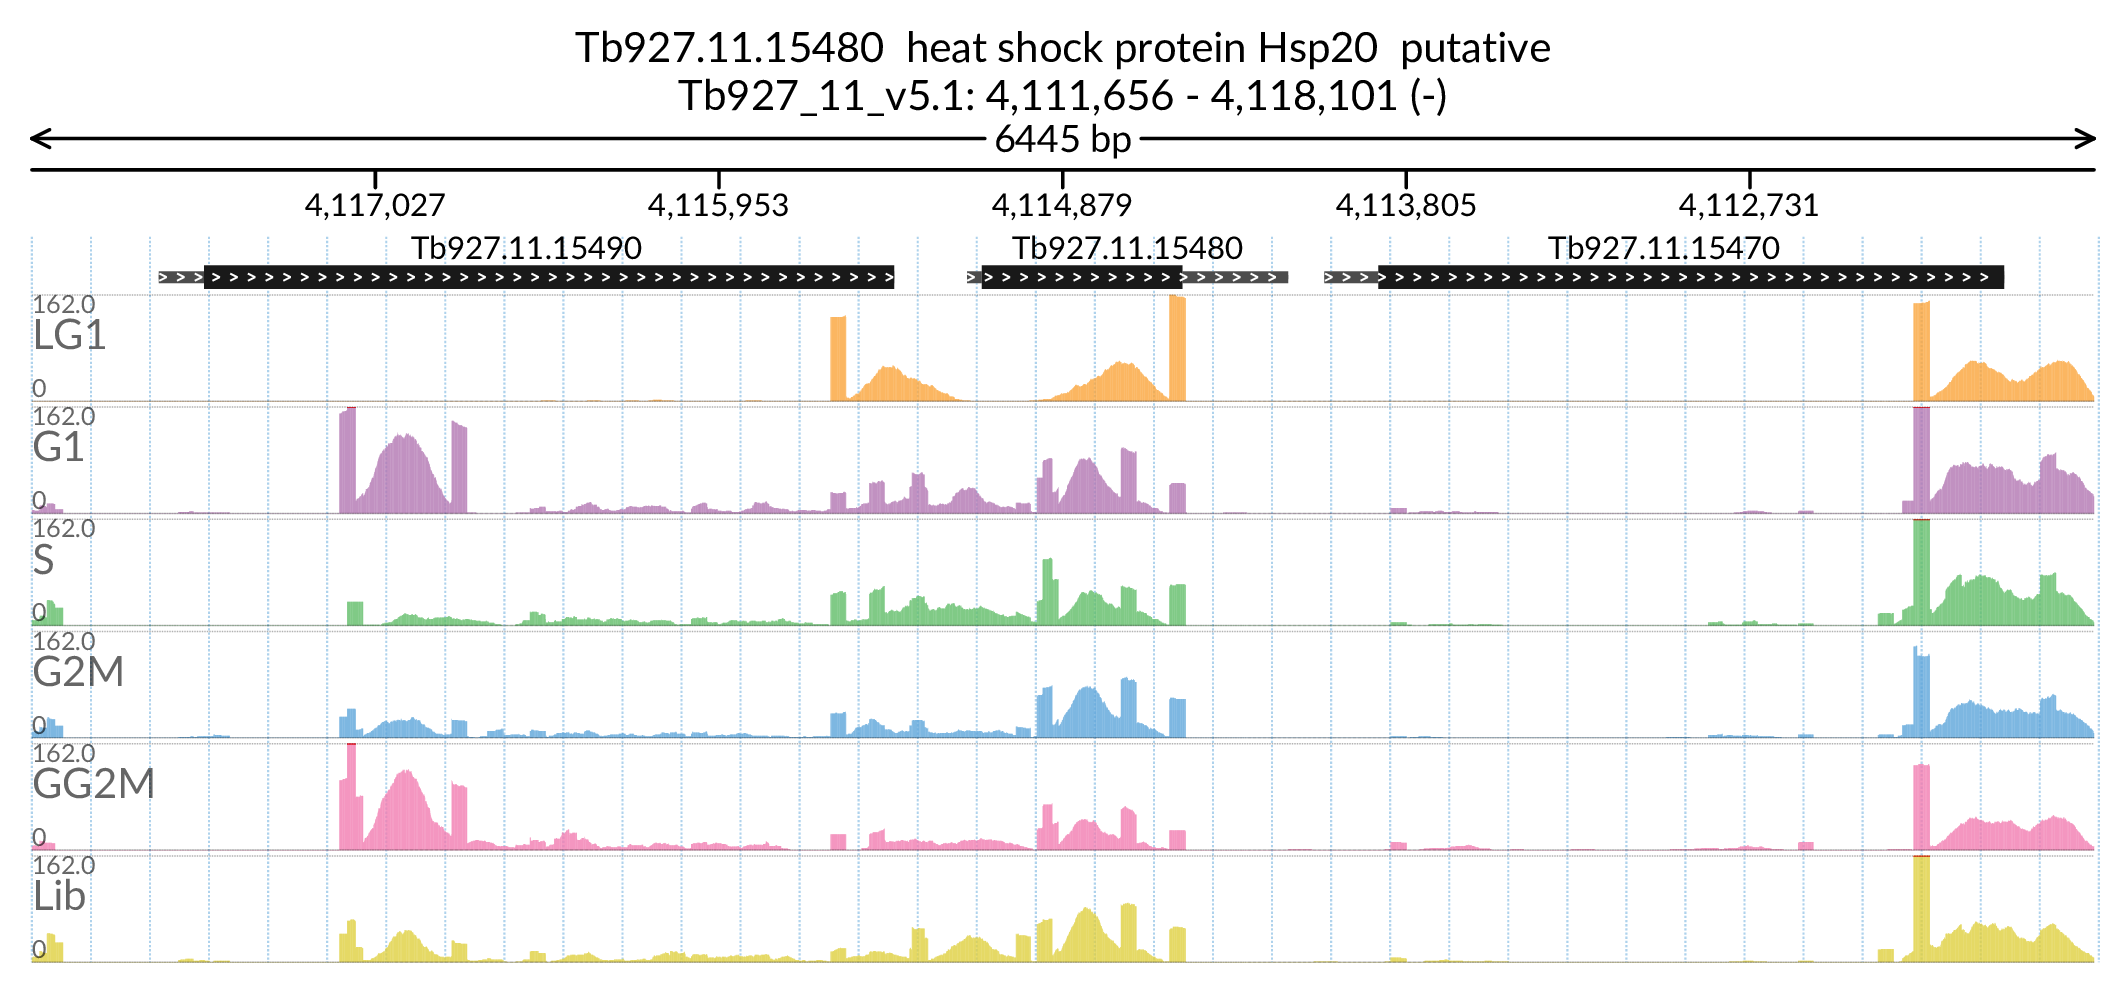 Tb927.11.15480 heat shock protein Hsp20 putative
Tb927_11_v5.1: 4,111,656 - 4,118,101 (-)
6445 bp
4,117,027 4,115,953 4,114,879 4,113,805 4,112,731
Tb927.11.15490 Tb927.11.15480 Tb927.11.15470
162.0
LG1
0
162.0
G1
0
162.0
S
0
162.0
G2M
0
162.0
GG2M
0
162.0
Lib
0